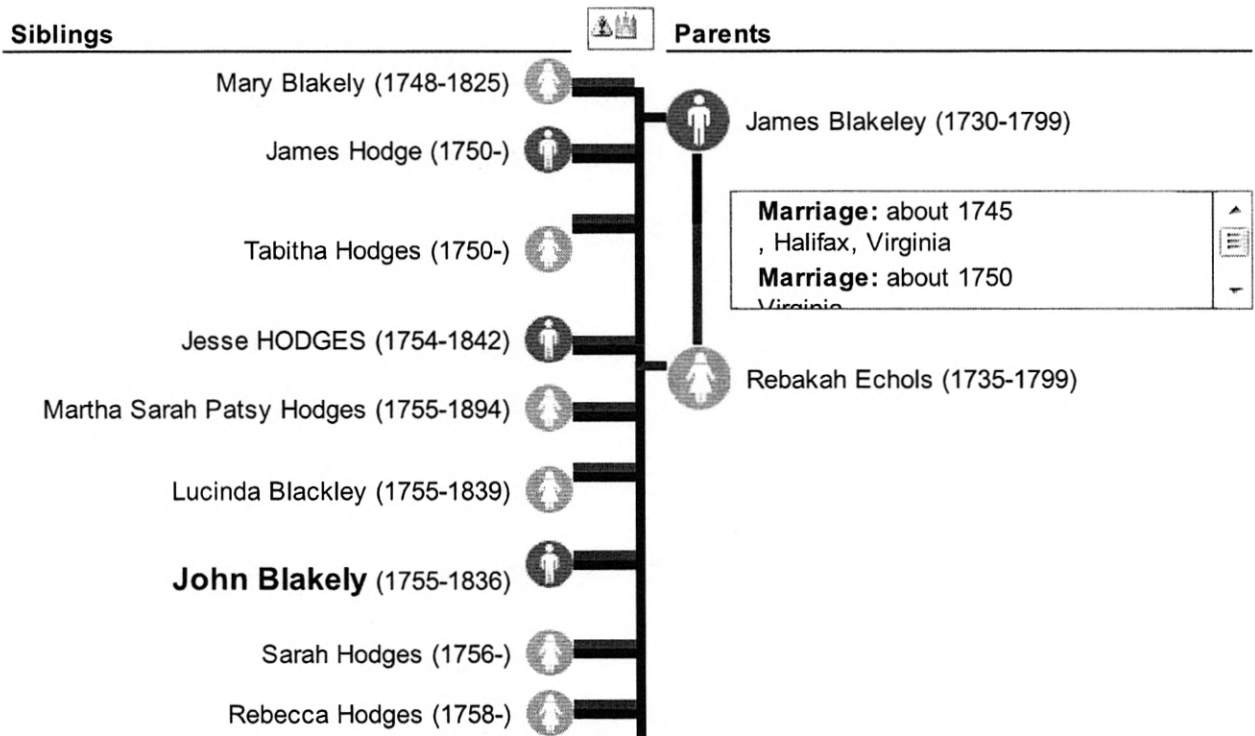 Siblings
Parents
Mary Blakely (1748-1825)
James Hodge (1750-)
Tabitha Hodges (1750-)
Jesse HODGES (1754-1842)
Martha Sarah Patsy Hodges (1755-1894)
Lucinda Blackley (1755-1839)
John Blakely (1755-1836)
Sarah Hodges (1756-)
Rebecca Hodges (1758-)
James Blakeley (1730-1799)
Marriage: about 1745
, Halifax, Virginia
Marriage: about 1750
Virginia
Rebakah Echols (1735-1799)